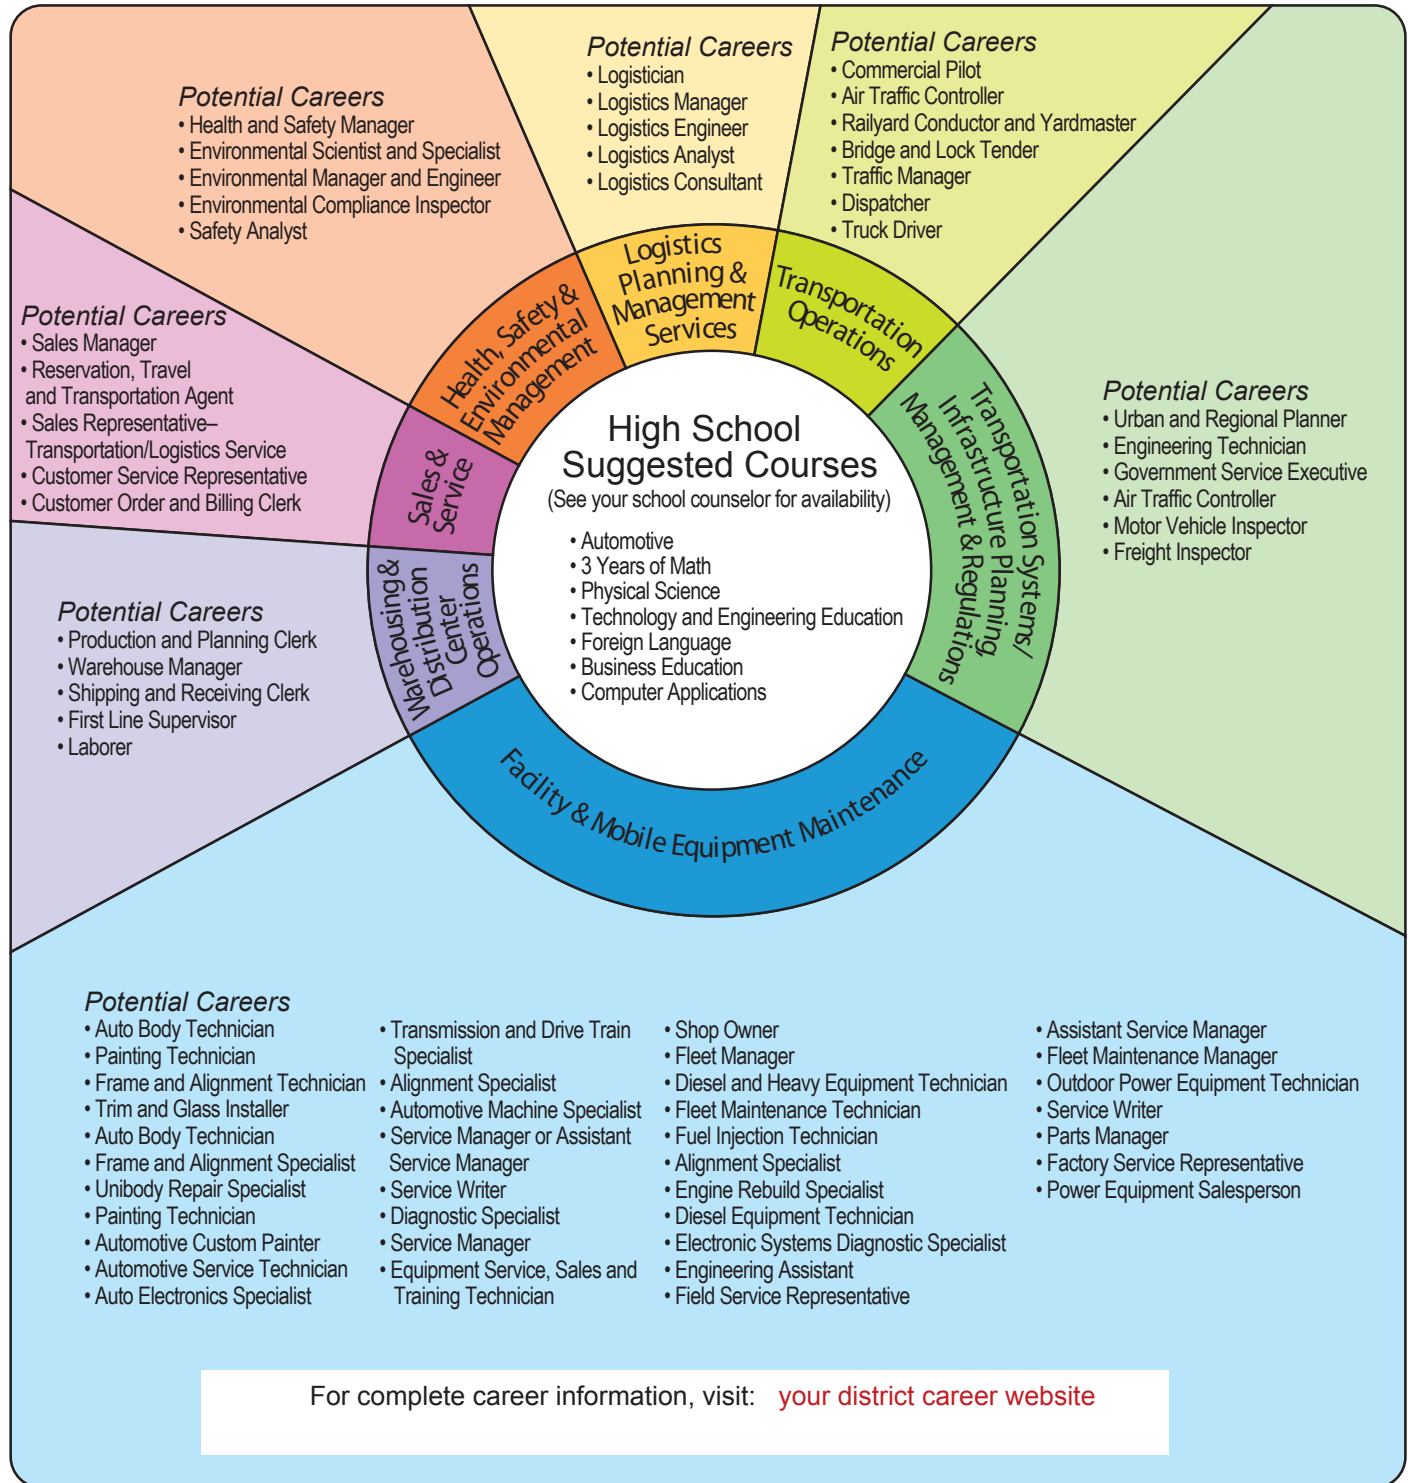 Potential Careers
• Logistician
• Logistics Manager
• Logistics Engineer
• Logistics Analyst
• Logistics Consultant
Potential Careers
• Commercial Pilot
• Air Traffic Controller
• Railyard Conductor and Yardmaster
• Bridge and Lock Tender
• Traffic Manager
• Dispatcher
• Truck Driver
Potential Careers
• Health and Safety Manager
• Environmental Scientist and Specialist
• Environmental Manager and Engineer
• Environmental Compliance Inspector
• Safety Analyst
Potential Careers
• Sales Manager
• Reservation, Travel
and Transportation Agent
• Sales Representative–
Transportation/Logistics Service
• Customer Service Representative
• Customer Order and Billing Clerk
Potential Careers
• Urban and Regional Planner
• Engineering Technician
• Government Service Executive
• Air Traffic Controller
• Motor Vehicle Inspector
• Freight Inspector
Potential Careers
• Production and Planning Clerk
• Warehouse Manager
• Shipping and Receiving Clerk
• First Line Supervisor
• Laborer
Logistics
Planning &
Management
Services
Transportation
Operations
Health, Safety &
Environmental
Management
Sales &
Service
Warehousing &
Distribution
Center
Operations
Transportation Systems/
Infrastructure Planning,
Management & Regulations
Facility & Mobile Equipment Maintenance
High School
Suggested Courses
(See your school counselor for availability)
• Automotive
• 3 Years of Math
• Physical Science
• Technology and Engineering Education
• Foreign Language
• Business Education
• Computer Applications
Potential Careers
• Auto Body Technician
• Painting Technician
• Frame and Alignment Technician
• Trim and Glass Installer
• Auto Body Technician
• Frame and Alignment Specialist
• Unibody Repair Specialist
• Painting Technician
• Automotive Custom Painter
• Automotive Service Technician
• Auto Electronics Specialist
• Transmission and Drive Train
Specialist
• Alignment Specialist
• Automotive Machine Specialist
• Service Manager or Assistant
Service Manager
• Service Writer
• Diagnostic Specialist
• Service Manager
• Equipment Service, Sales and
Training Technician
• Shop Owner
• Fleet Manager
• Diesel and Heavy Equipment Technician
• Fleet Maintenance Technician
• Fuel Injection Technician
• Alignment Specialist
• Engine Rebuild Specialist
• Diesel Equipment Technician
• Electronic Systems Diagnostic Specialist
• Engineering Assistant
• Field Service Representative
• Assistant Service Manager
• Fleet Maintenance Manager
• Outdoor Power Equipment Technician
• Service Writer
• Parts Manager
• Factory Service Representative
• Power Equipment Salesperson
For complete career information, visit: your district career website